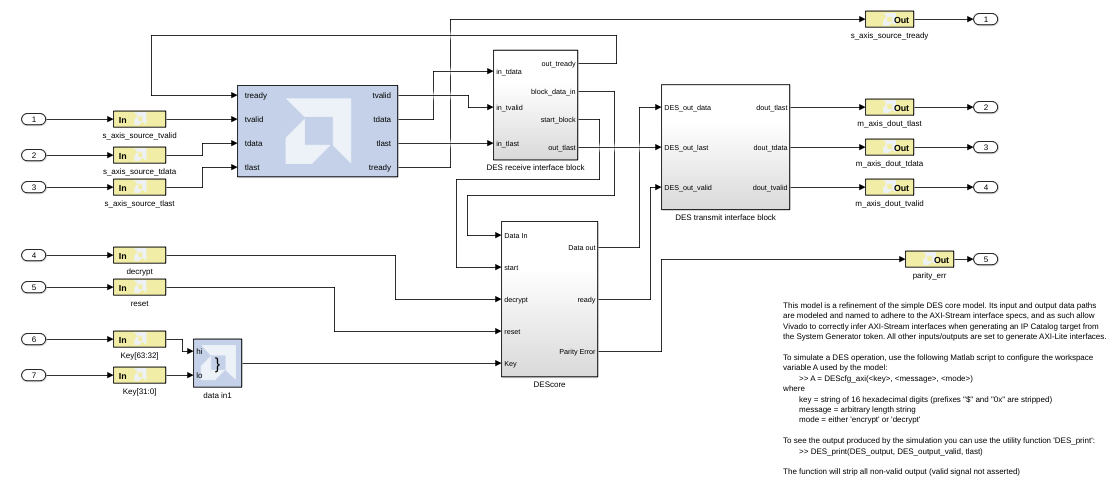 Out
1
s_axis_source_tready
out_tready
in_tdata
tready
tvalid
block_data_in
DES_out_data
dout_tlast
Out
2
in_tvalid
1
In
tvalid
tdata
start_block
m_axis_dout_tlast
s_axis_source_tvalid
2
In
tdata
tlast
in_tlast
out_tlast
DES_out_last
dout_tdata
Out
3
s_axis_source_tdata
tlast
tready
DES receive interface block
m_axis_dout_tdata
3
In
DES_out_valid
dout_tvalid
Out
4
s_axis_source_tlast
m_axis_dout_tvalid
DES transmit interface block
Data In
Data out
4
In
start
Out
5
decrypt
parity_err
5
In
decrypt
ready
reset
reset
6
In
hi
Parity Error
Key[63:32]
}
Key
7
In
lo
Key[31:0]
data in1
DEScore
This model is a refinement of the simple DES core model. Its input and output data paths
are modeled and named to adhere to the AXI-Stream interface specs, and as such allow
Vivado to correctly infer AXI-Stream interfaces when generating an IP Catalog target from
the System Generator token. All other inputs/outputs are set to generate AXI-Lite interfaces.
To simulate a DES operation, use the following Matlab script to configure the workspace
variable A used by the model:
>> A = DEScfg_axi(<key>, <message>, <mode>)
where
key = string of 16 hexadecimal digits (prefixes "$" and "0x" are stripped)
message = arbitrary length string
mode = either 'encrypt' or 'decrypt'
To see the output produced by the simulation you can use the utility function 'DES_print':
>> DES_print(DES_output, DES_output_valid, tlast)
The function will strip all non-valid output (valid signal not asserted)